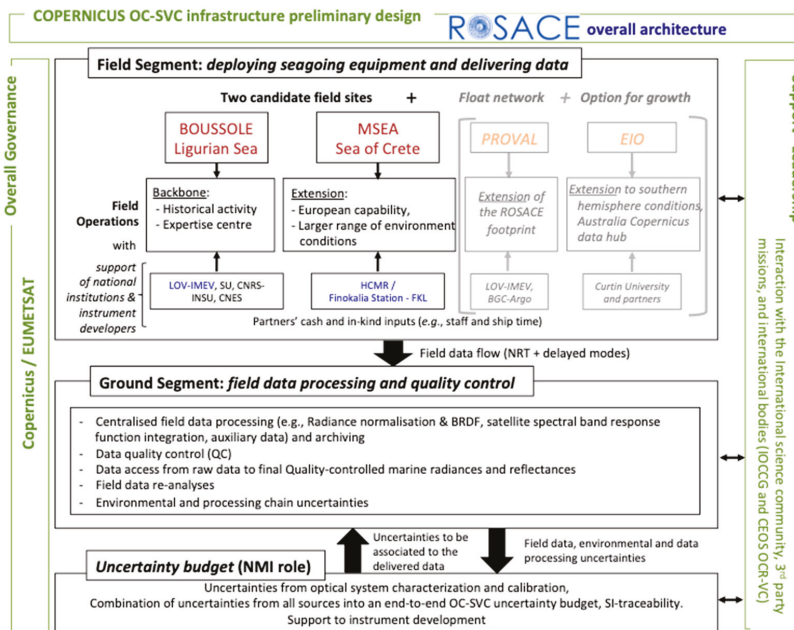 COPERNICUS OC-SVC infrastructure preliminary design
ROSACE overall architecture
Overall Governance
Copernicus / EUMETSAT
Field Segment: deploying seagoing equipment and delivering data
Two candidate field sites + Float network + Option for growth
BOUSSOLE
Ligurian Sea
MSEA
Sea of Crete
PROVAL
EIO
Field
Operations
with
support
of national
institutions &
instrument
developers
Backbone:
- Historical activity
- Expertise centre
Extension:
- European capability,
- Larger range of environment
conditions
Extension of
the ROSACE
footprint
Extension to southern
hemisphere conditions,
Australia Copernicus
data hub
LOV-IMEV, SU, CNRS-
INSU, CNES
HCMR /
Finokalia Station - FKL
LOV-IMEV,
BGC-Argo
Curtin University
and partners
Partners' cash and in-kind inputs (e.g., staff and ship time)
Field data flow (NRT + delayed modes)
Ground Segment: field data processing and quality control
- Centralised field data processing (e.g., Radiance normalisation & BRDF, satellite spectral band response
function integration, auxiliary data) and archiving
- Data quality control (QC)
- Data access from raw data to final Quality-controlled marine radiances and reflectances
- Field data re-analyses
- Environmental and processing chain uncertainties
Uncertainties to be
associated to the
delivered data
Field data, environmental and data
processing uncertainties
Uncertainty budget (NMI role)
Uncertainties from optical system characterization and calibration,
Combination of uncertainties from all sources into an end-to-end OC-SVC uncertainty budget, SI-traceability.
Support to instrument development
Interaction with the International science community, 3rd party
missions, and international bodies (IOCCG and CEOS OCR-VC)